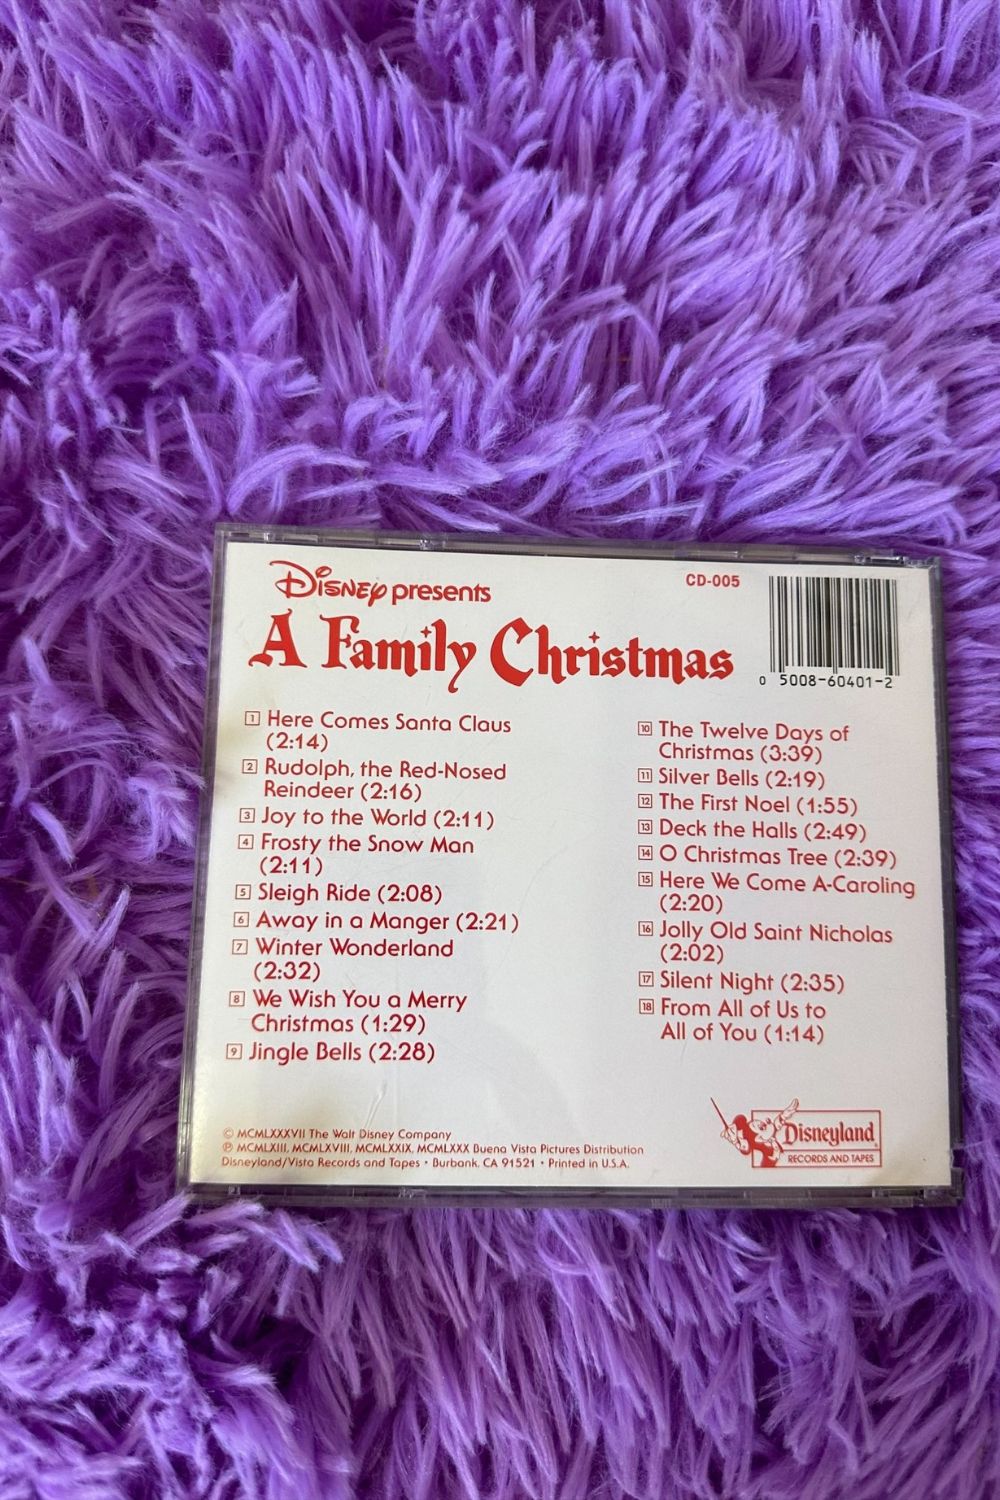 Disney presents
A Family Christmas
CD-005
0 5008-60401-2
1 Here Comes Santa Claus
(2:14)
2 Rudolph, the Red-Nosed
Reindeer (2:16)
3 Joy to the World (2:11)
4 Frosty the Snow Man
(2:11)
5 Sleigh Ride (2:08)
6 Away in a Manger (2:21)
7 Winter Wonderland
(2:32)
8 We Wish You a Merry
Christmas (1:29)
9 Jingle Bells (2:28)
10 The Twelve Days of
Christmas (3:39)
11 Silver Bells (2:19)
12 The First Noel (1:55)
13 Deck the Halls (2:49)
14 O Christmas Tree (2:39)
15 Here We Come A-Caroling
(2:20)
16 Jolly Old Saint Nicholas
(2:02)
17 Silent Night (2:35)
18 From All of Us to
All of You (1:14)
© MCMLXXXVII The Walt Disney Company
℗ MCMLXIII, MCMLXVIII, MCMLXXIX, MCMLXXX Buena Vista Pictures Distribution
Disneyland/Vista Records and Tapes • Burbank, CA 91521 • Printed in U.S.A.
Disneyland
RECORDS AND TAPES